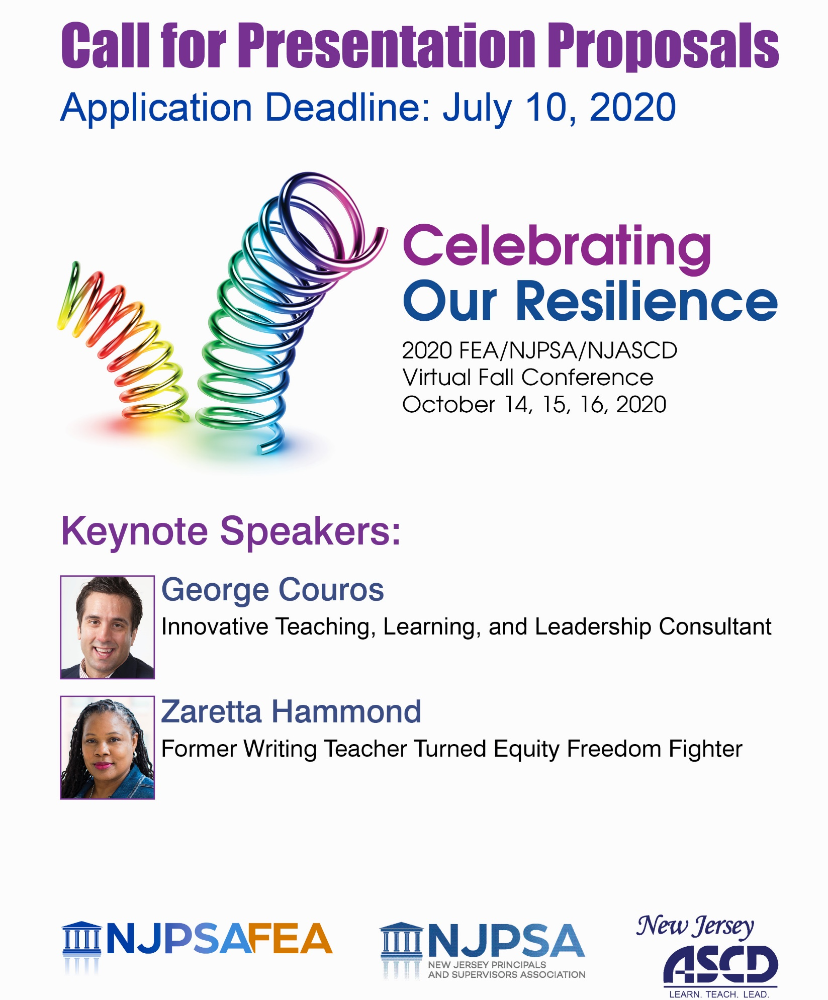 Call for Presentation Proposals
Application Deadline: July 10, 2020
Celebrating
Our Resilience
2020 FEA/NJPSA/NJASCD
Virtual Fall Conference
October 14, 15, 16, 2020
Keynote Speakers:
George Couros
Innovative Teaching, Learning, and Leadership Consultant
Zaretta Hammond
Former Writing Teacher Turned Equity Freedom Fighter
NJPSAFEA
NJPSA
NEW JERSEY PRINCIPALS
AND SUPERVISORS ASSOCIATION
New Jersey
ASCD
LEARN. TEACH. LEAD.